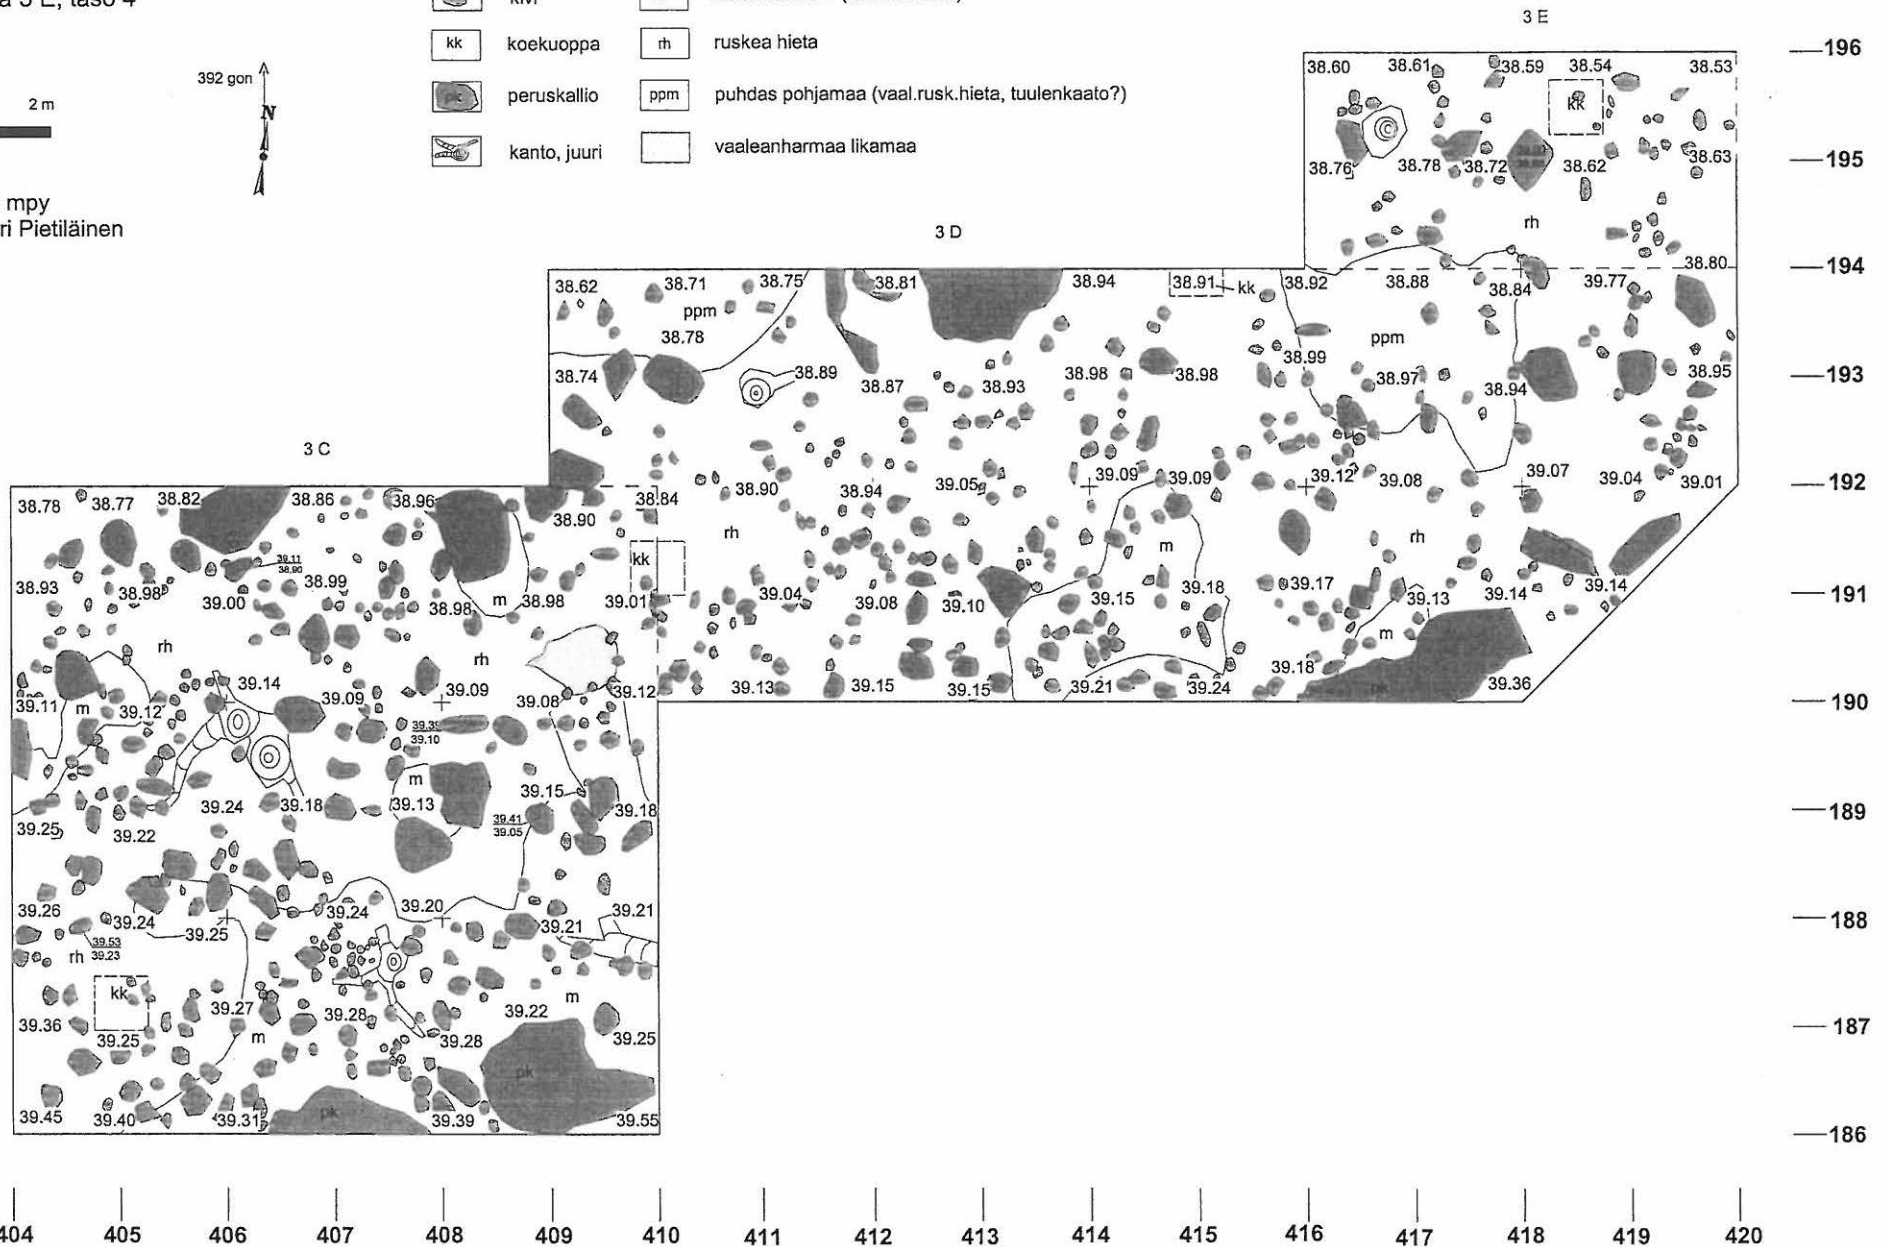 a 3 E, taso 4
kivi
kk koekuoppa rh ruskea hieta
pk peruskallio ppm puhdas pohjamaa (vaal.rusk.hieta, tuulenkaato?)
kanto, juuri vaaleanharmaa likamaa
392 gon
N
2 m
mpy
ri Pietiläinen
3 E
196
38.60 38.61 38.59 38.54 38.53
kk
195
38.76 38.78 38.72 38.62 38.63
rh
3 D
194
38.80
38.62 38.71 38.75 38.81 38.94 38.91 kk 38.92 38.88 38.84 39.77
ppm
38.78 ppm
38.99
193
38.74 38.89 38.87 38.93 38.98 38.98 38.97 38.94 38.95
3 C
39.09 39.09 39.12 39.08 39.07 39.04 39.01
192
38.78 38.77 38.82 38.86 38.96 38.90 38.84 38.90 38.94 39.05
rh m rh
kk
39.11
38.90
38.93 38.98 39.00 38.99 38.98 m 38.98 39.01 39.04 39.08 39.10 39.15 39.18 39.17 39.13 39.14 39.14
191
m
rh rh
39.18
39.11 m 39.12 39.14 39.09 39.09 39.08 39.12 39.13 39.15 39.15 39.21 39.24 pk 39.36
190
39.39
39.10
m
39.24 39.18 39.13 39.15 39.18
189
39.25 39.22
39.41
39.05
39.26 39.24 39.25 39.24 39.20 39.21 39.21
188
rh
39.53
39.23
kk
39.27 39.28 39.22 m
187
39.36 39.25 m 39.28 39.25
pk
pk
39.45 39.40 39.31 39.39 39.55
186
404 405 406 407 408 409 410 411 412 413 414 415 416 417 418 419 420